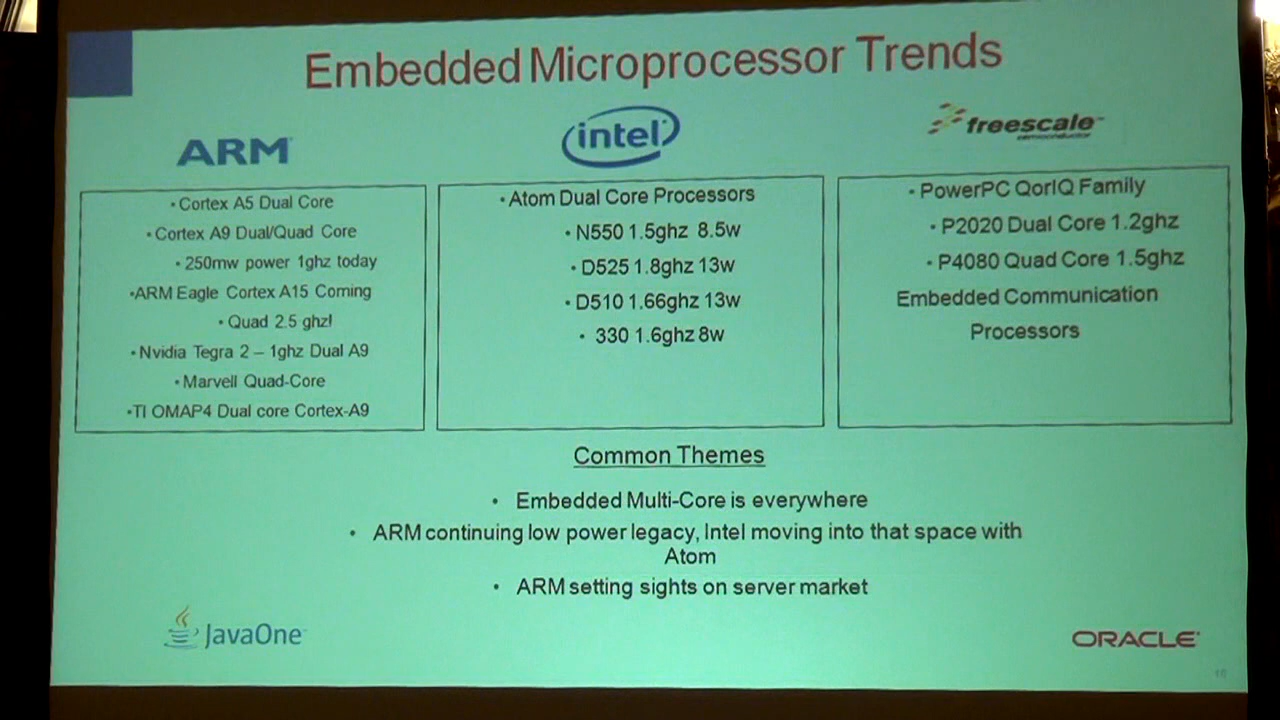 Embedded Microprocessor Trends
ARM
intel
freescale™
semiconductor
• Cortex A5 Dual Core
• Cortex A9 Dual/Quad Core
• 250mw power 1ghz today
•ARM Eagle Cortex A15 Coming
• Quad 2.5 ghz!
• Nvidia Tegra 2 – 1ghz Dual A9
• Marvell Quad-Core
•TI OMAP4 Dual core Cortex-A9
• Atom Dual Core Processors
• N550 1.5ghz 8.5w
• D525 1.8ghz 13w
• D510 1.66ghz 13w
• 330 1.6ghz 8w
• PowerPC QorIQ Family
• P2020 Dual Core 1.2ghz
• P4080 Quad Core 1.5ghz
Embedded Communication
Processors
Common Themes
• Embedded Multi-Core is everywhere
• ARM continuing low power legacy, Intel moving into that space with
Atom
• ARM setting sights on server market
JavaOne
ORACLE